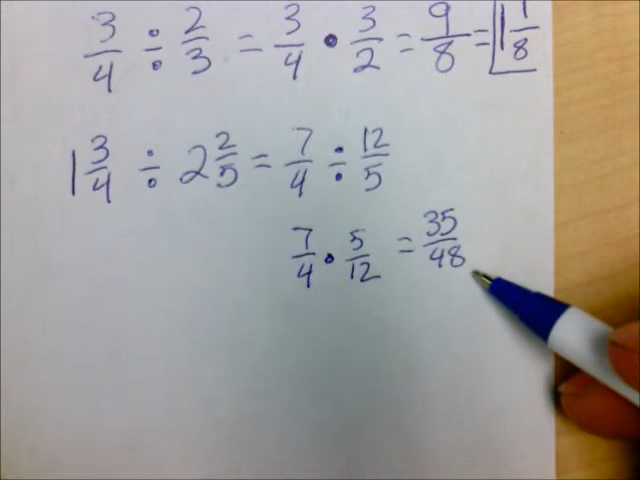 3/4 ÷ 2/3 = 3/4 • 3/2 = 9/8 = 1 1/8
1 3/4 ÷ 2 2/5 = 7/4 ÷ 12/5
7/4 • 5/12 = 35/48